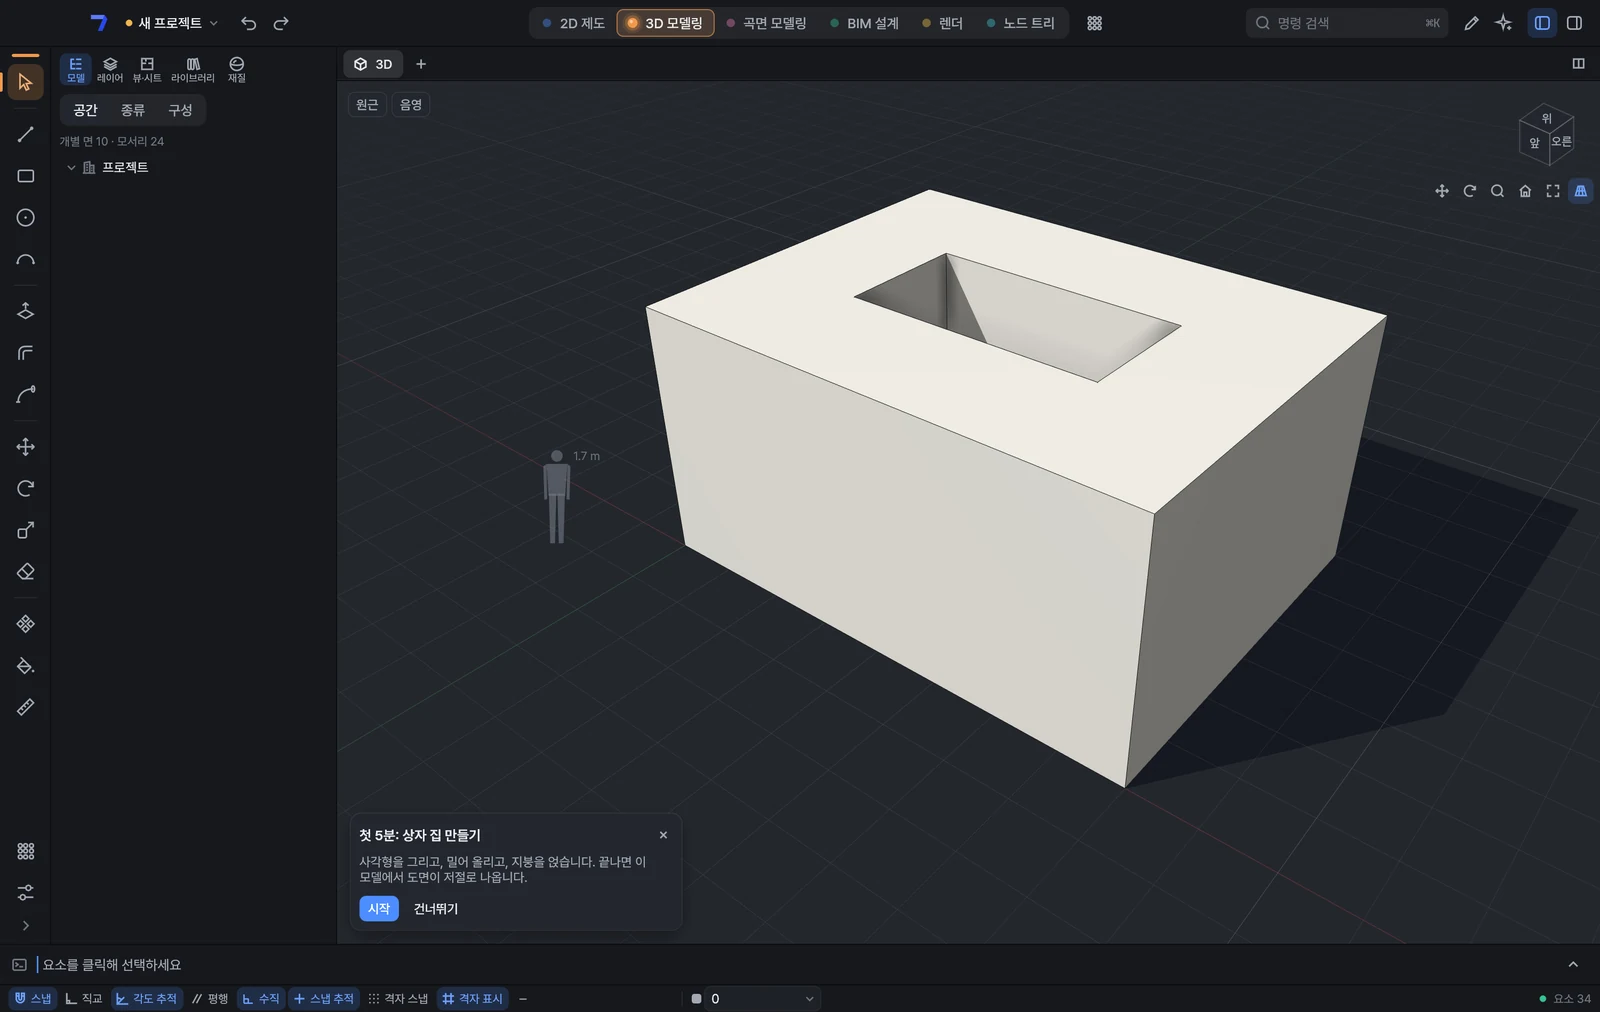 새 프로젝트
2D 제도
3D 모델링
곡면 모델링
BIM 설계
렌더
노드 트리
명령 검색 ⌘K
모델
레이어
뷰·시트
라이브러리
재질
3D
공간
종류
구성
원근
음영
개별 면 10 · 모서리 24
프로젝트
위
앞
오른
1.7 m
첫 5분: 상자 집 만들기
사각형을 그리고, 밀어 올리고, 지붕을 얹습니다. 끝나면 이
모델에서 도면이 저절로 나옵니다.
시작
건너뛰기
요소를 클릭해 선택하세요
스냅
직교
각도 추적
평행
수직
스냅 추적
격자 스냅
격자 표시
0
요소 34